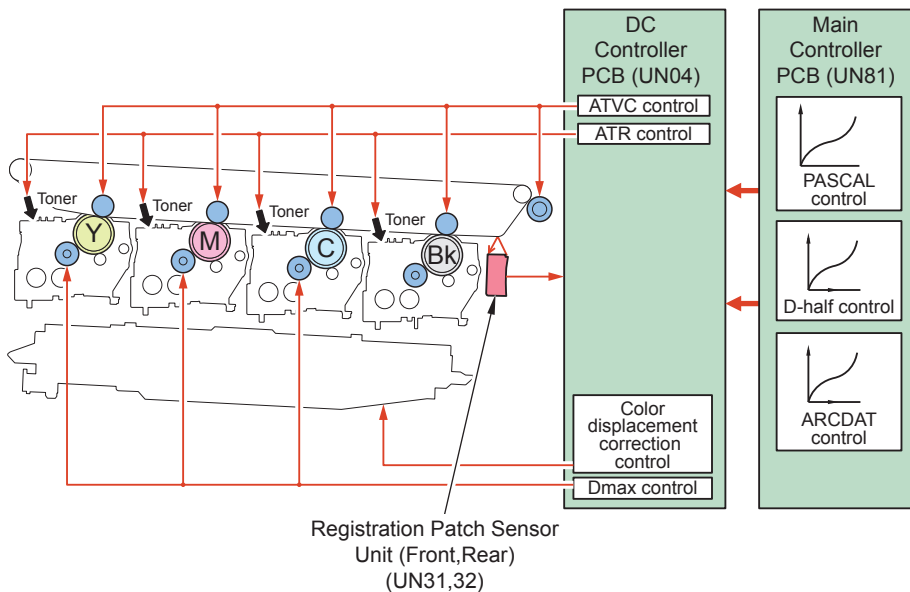 DC
Controller
PCB (UN04)
Main
Controller
PCB (UN81)
ATVC control
ATR control
PASCAL
control
D-half control
ARCDAT
control
Toner
Toner
Toner
Toner
Y
M
C
Bk
Color
displacement
correction
control
Dmax control
Registration Patch Sensor
Unit (Front,Rear)
(UN31,32)